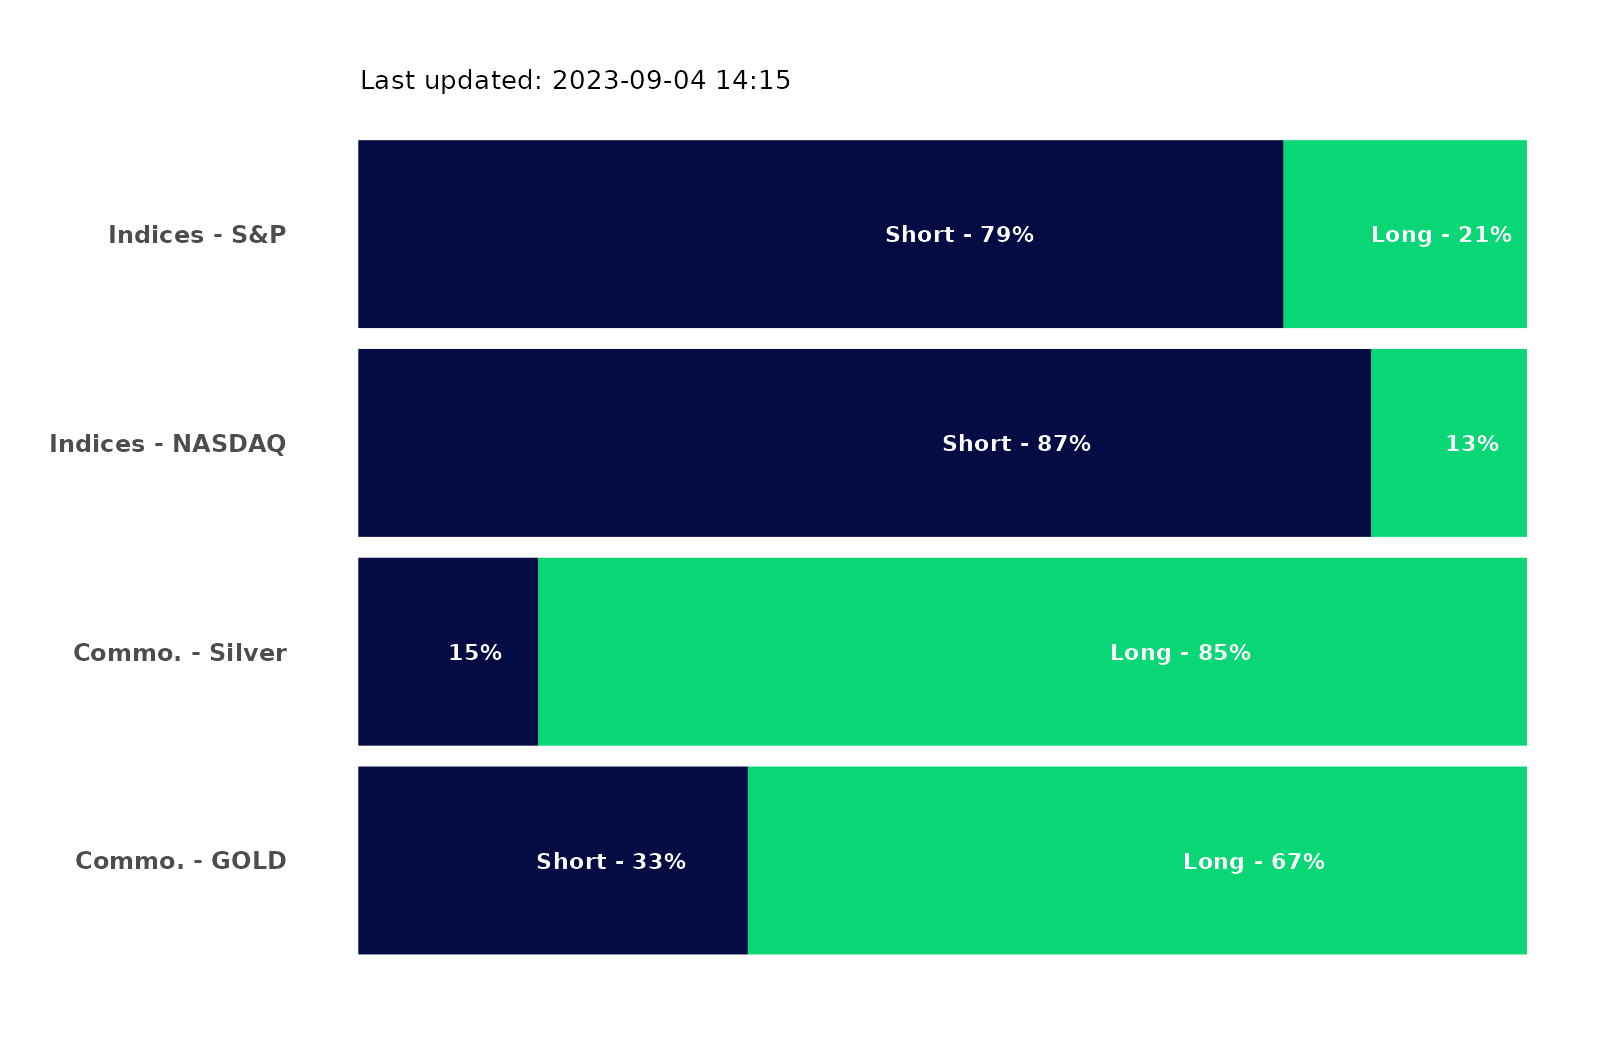 Last updated: 2023-09-04 14:15
Indices - S&P Short - 79% Long - 21%
Indices - NASDAQ Short - 87% 13%
Commo. - Silver 15% Long - 85%
Commo. - GOLD Short - 33% Long - 67%